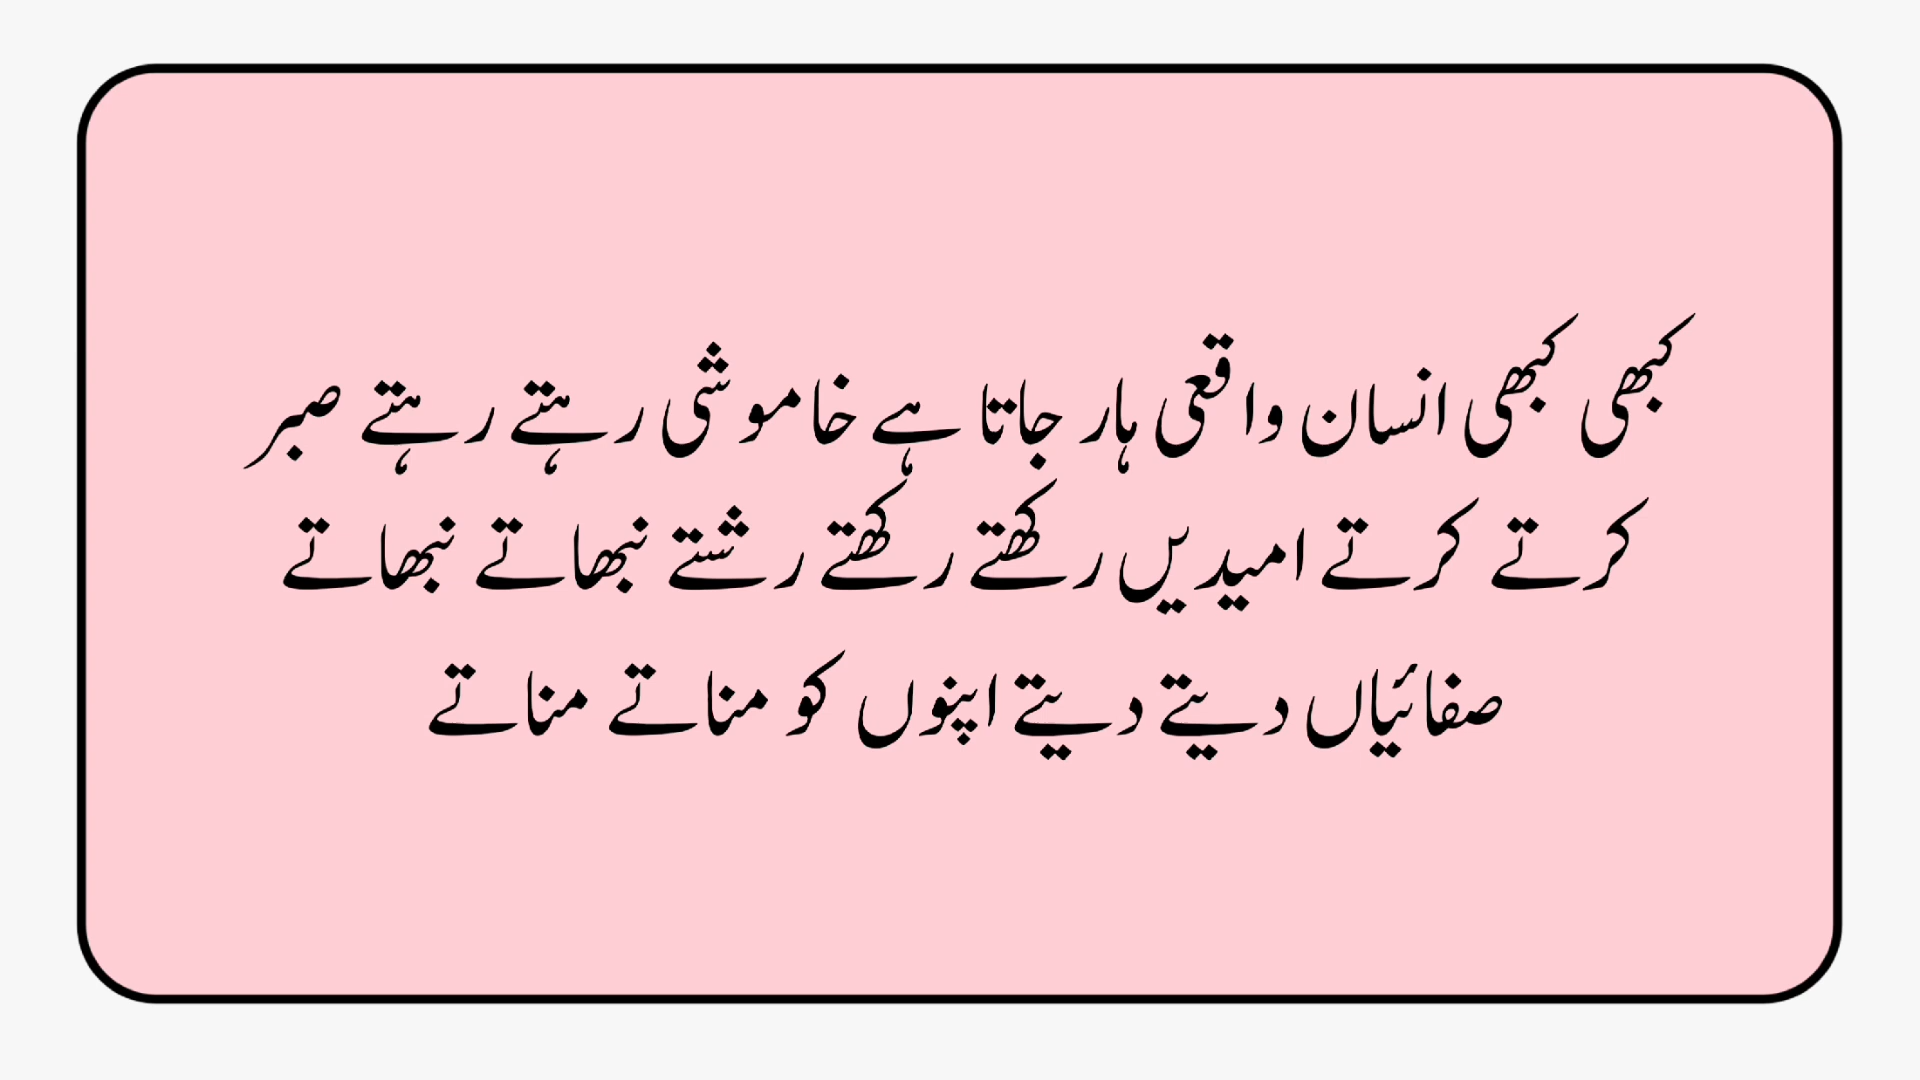 کبھی کبھی انسان واقعی ہار جاتا ہے خاموشی رہتے رہتے صبر
کرتے کرتے امیدیں رکھتے رکھتے رشتے نبھاتے نبھاتے
صفائیاں دیتے دیتے اپنوں کو مناتے مناتے